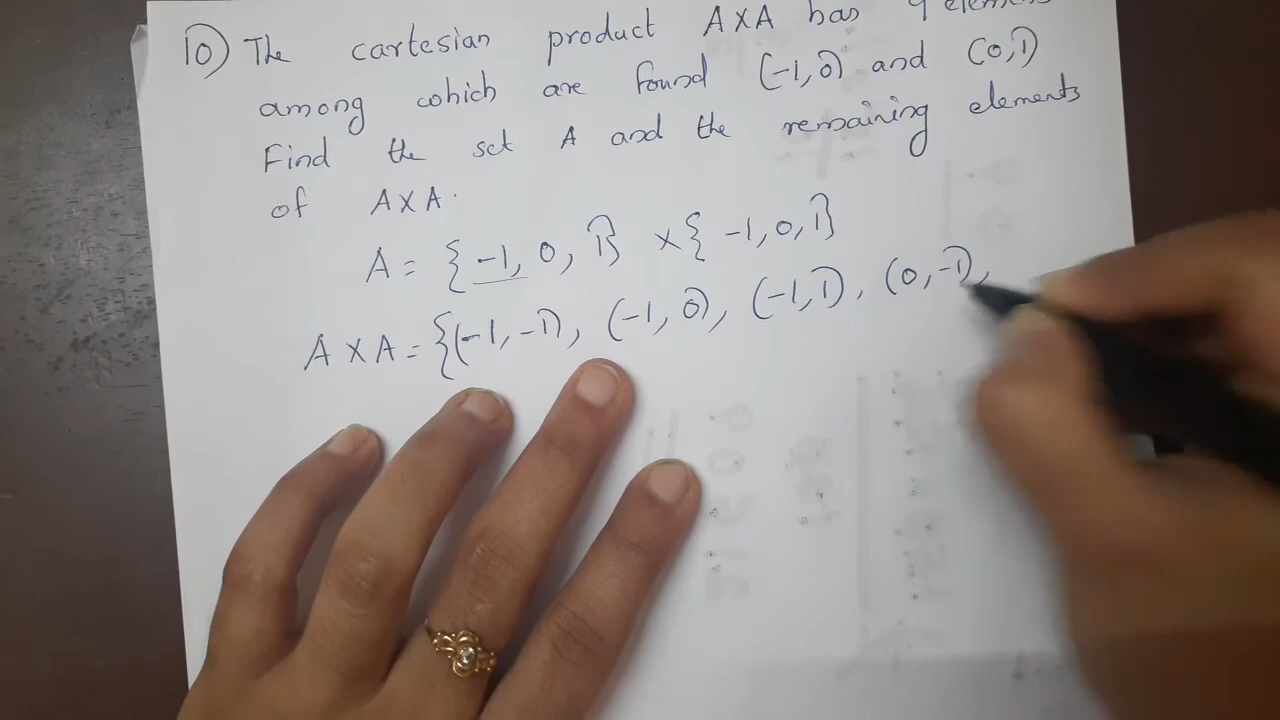 10) The cartesian product A X A has 9 element
among which are found (-1, 0) and (0, 1)
Find the set A and the remaining elements
of A X A.
A = { -1, 0, 1} x { -1, 0, 1}
A X A = {(-1, -1), (-1, 0), (-1, 1), (0, -1),